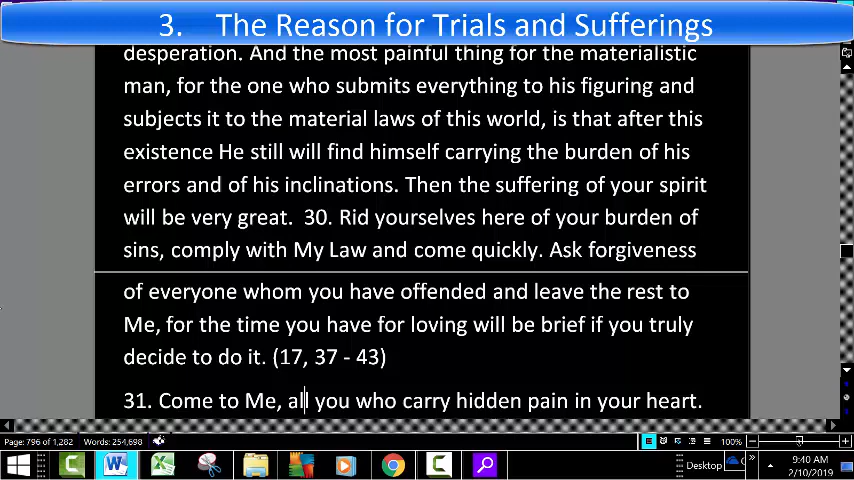 3. The Reason for Trials and Sufferings
desperation. And the most painful thing for the materialistic
man, for the one who submits everything to his figuring and
subjects it to the material laws of this world, is that after this
existence He still will find himself carrying the burden of his
errors and of his inclinations. Then the suffering of your spirit
will be very great.  30. Rid yourselves here of your burden of
sins, comply with My Law and come quickly. Ask forgiveness
of everyone whom you have offended and leave the rest to
Me, for the time you have for loving will be brief if you truly
decide to do it. (17, 37 - 43)
31. Come to Me, all you who carry hidden pain in your heart.
Page: 796 of 1,282 Words: 254,698 100%
Desktop 9:40 AM
2/10/2019